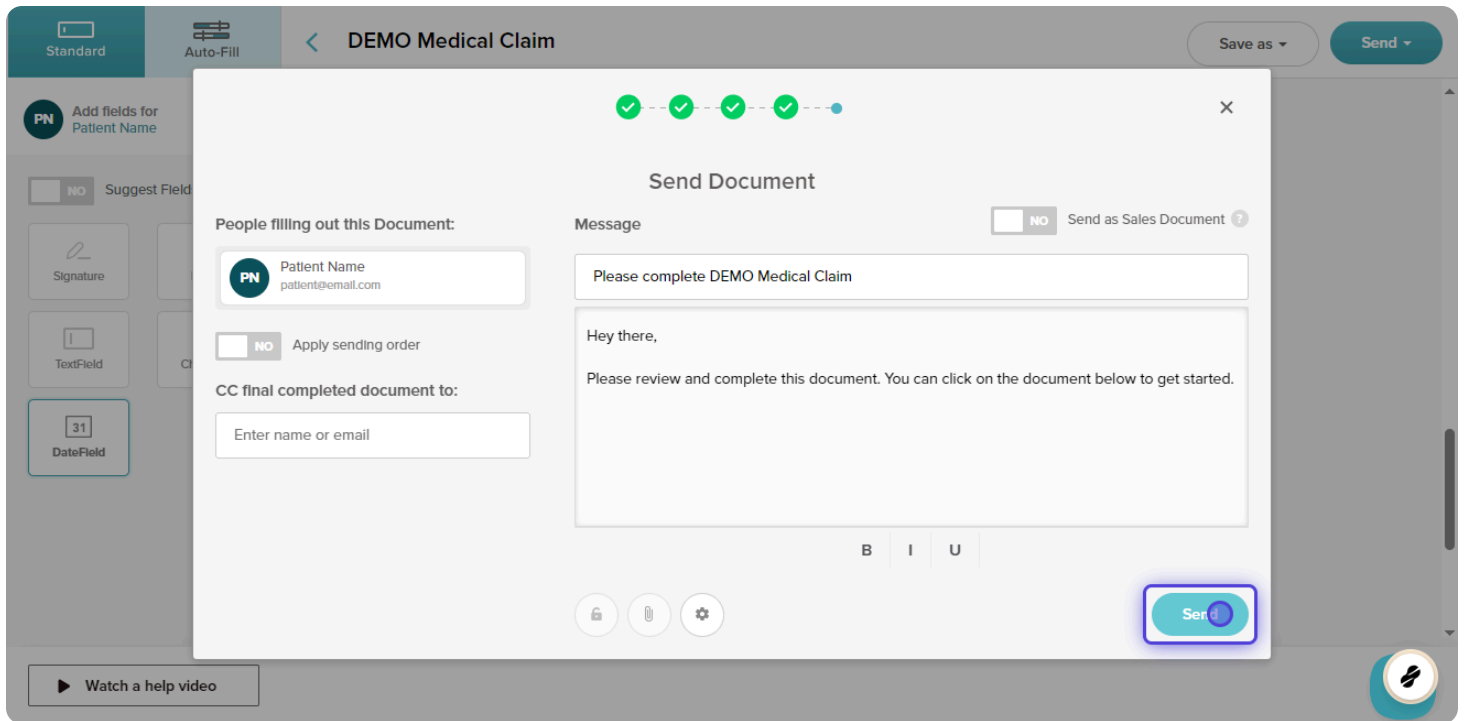 Standard
Auto-Fill
DEMO Medical Claim
Save as
Send
PN
Add fields for
Patient Name
NO
Suggest Field
Signature
TextField
Ch
31
DateField
Send Document
People filling out this Document:
PN
Patient Name
patient@email.com
NO
Apply sending order
CC final completed document to:
Enter name or email
Message
NO
Send as Sales Document ?
Please complete DEMO Medical Claim
Hey there,
Please review and complete this document. You can click on the document below to get started.
B I U
Send
Watch a help video